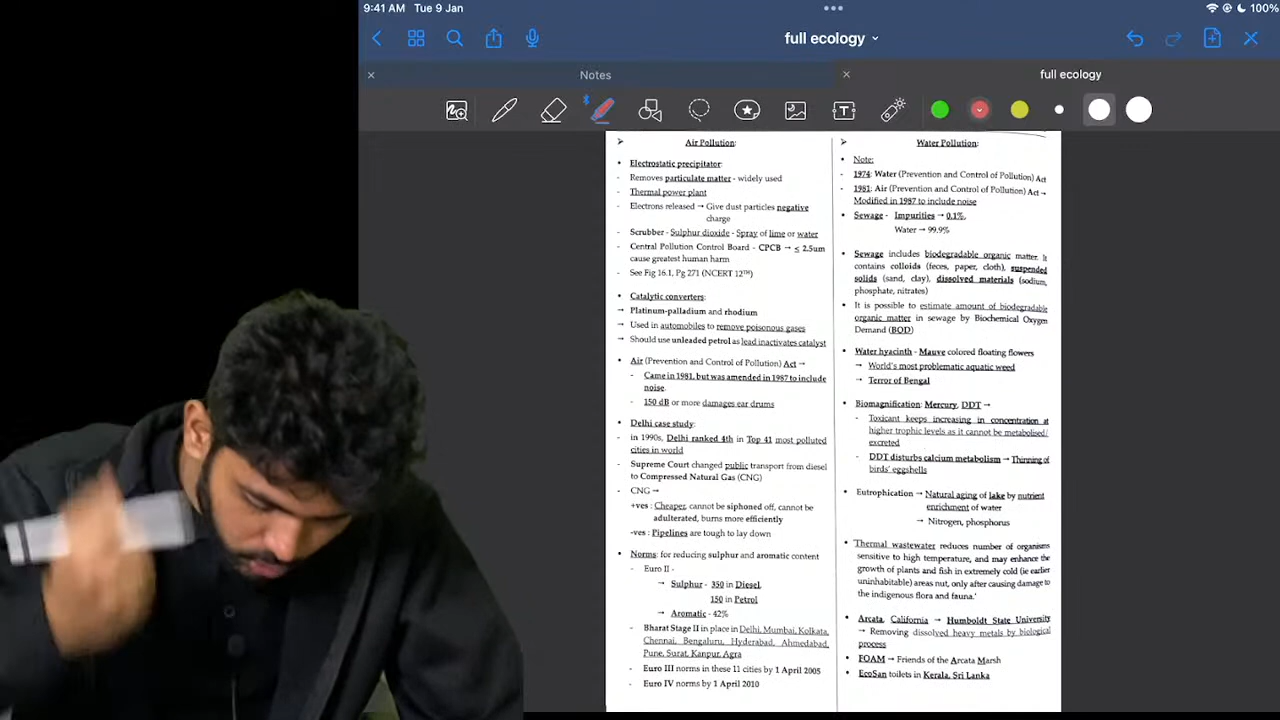 9:41 AM Tue 9 Jan
100%
full ecology
Notes
full ecology
Air Pollution:
Electrostatic precipitator:
- Removes particulate matter - widely used
- Thermal power plant
- Electrons released → Give dust particles negative
charge
- Scrubber - Sulphur dioxide - Spray of lime or water
- Central Pollution Control Board - CPCB → ≤ 2.5um
cause greatest human harm
- See Fig 16.1, Pg 271 (NCERT 12TH)
• Catalytic converters:
→ Platinum-palladium and rhodium
→ Used in automobiles to remove poisonous gases
→ Should use unleaded petrol as lead inactivates catalyst
• Air (Prevention and Control of Pollution) Act →
- Came in 1981, but was amended in 1987 to include
noise.
- 150 dB or more damages ear drums
• Delhi case study:
- in 1990s, Delhi ranked 4th in Top 41 most polluted
cities in world
- Supreme Court changed public transport from diesel
to Compressed Natural Gas (CNG)
- CNG →
+ves : Cheaper, cannot be siphoned off, cannot be
adulterated, burns more efficiently
-ves : Pipelines are tough to lay down
• Norms: for reducing sulphur and aromatic content
- Euro II -
→ Sulphur - 350 in Diesel,
150 in Petrol
→ Aromatic - 42%
- Bharat Stage II in place in Delhi, Mumbai, Kolkata,
Chennai, Bengaluru, Hyderabad, Ahmedabad,
Pune, Surat, Kanpur, Agra
- Euro III norms in these 11 cities by 1 April 2005
- Euro IV norms by 1 April 2010
Water Pollution:
• Note:
- 1974: Water (Prevention and Control of Pollution) Act
- 1981: Air (Prevention and Control of Pollution) Act →
Modified in 1987 to include noise
• Sewage - Impurities → 0.1%,
Water → 99.9%
• Sewage includes biodegradable organic matter. It
contains colloids (feces, paper, cloth), suspended
solids (sand, clay), dissolved materials (sodium,
phosphate, nitrates)
• It is possible to estimate amount of biodegradable
organic matter in sewage by Biochemical Oxygen
Demand (BOD)
• Water hyacinth - Mauve colored floating flowers
→ World's most problematic aquatic weed
→ Terror of Bengal
• Biomagnification: Mercury, DDT →
- Toxicant keeps increasing in concentration at
higher trophic levels as it cannot be metabolised/
excreted
- DDT disturbs calcium metabolism → Thinning of
birds' eggshells
• Eutrophication → Natural aging of lake by nutrient
enrichment of water
→ Nitrogen, phosphorus
• 'Thermal wastewater reduces number of organisms
sensitive to high temperature, and may enhance the
growth of plants and fish in extremely cold (ie earlier
uninhabitable) areas nut, only after causing damage to
the indigenous flora and fauna.'
• Arcata, California → Humboldt State University
→ Removing dissolved heavy metals by biological
process
• FOAM → Friends of the Arcata Marsh
• EcoSan toilets in Kerala, Sri Lanka